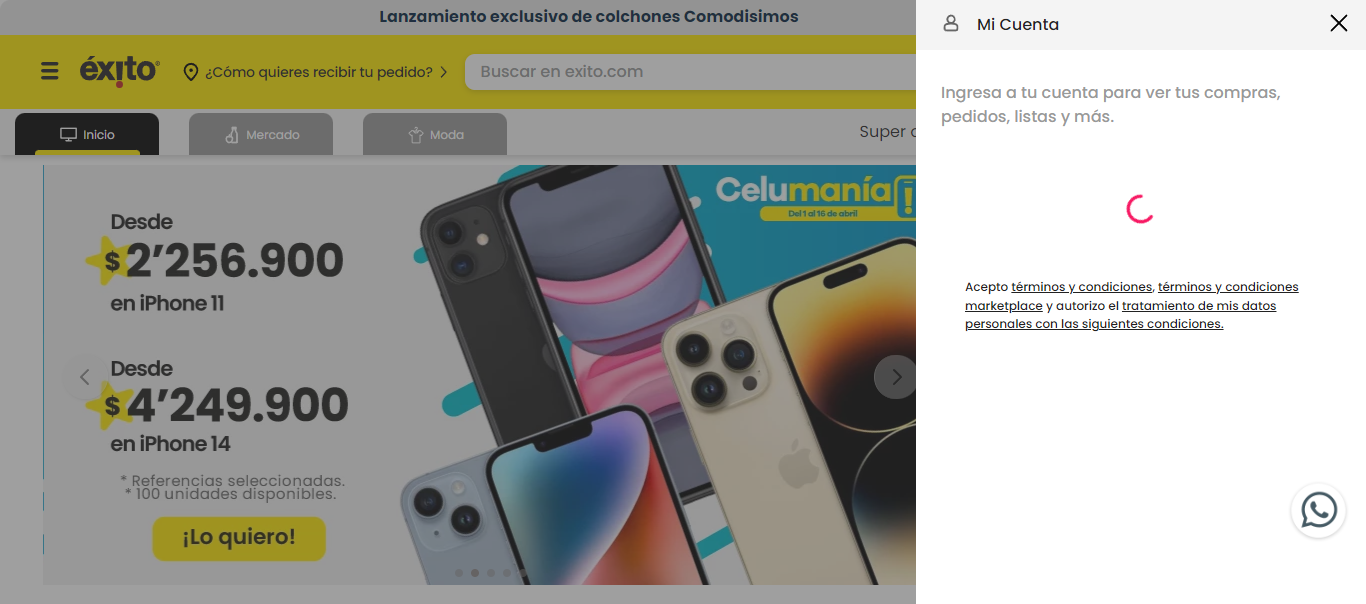 Lanzamiento exclusivo de colchones Comodisimos
Mi Cuenta
éxito
¿Cómo quieres recibir tu pedido?
Buscar en exito.com
Inicio
Mercado
Moda
Super
Ingresa a tu cuenta para ver tus compras,
pedidos, listas y más.
Celumanía!
Del 1 al 16 de abril
Desde
$2’256.900
en iPhone 11
Desde
$4’249.900
en iPhone 14
* Referencias seleccionadas.
* 100 unidades disponibles.
¡Lo quiero!
Acepto términos y condiciones, términos y condiciones
marketplace y autorizo el tratamiento de mis datos
personales con las siguientes condiciones.